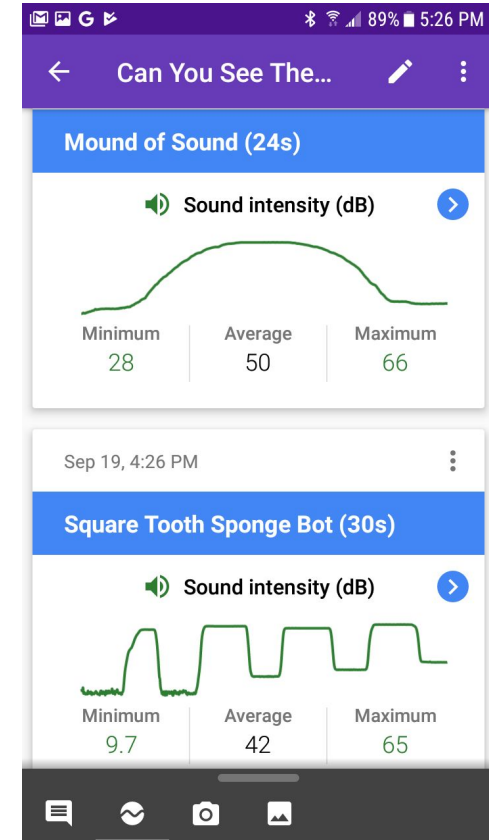 89% 5:26 PM
Can You See The...
Mound of Sound (24s)
Sound intensity (dB)
Minimum Average Maximum
28 50 66
Sep 19, 4:26 PM
Square Tooth Sponge Bot (30s)
Sound intensity (dB)
Minimum Average Maximum
9.7 42 65